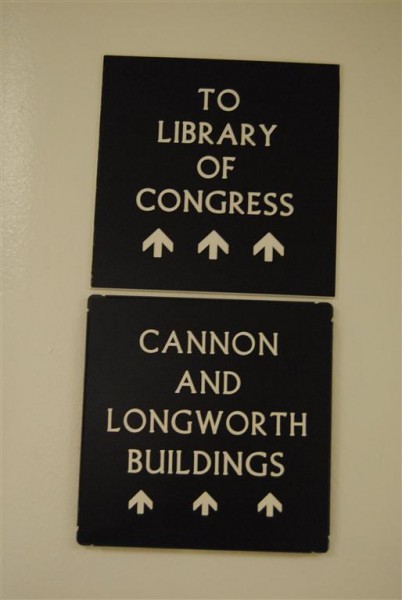 TO
LIBRARY
OF
CONGRESS
CANNON
AND
LONGWORTH
BUILDINGS